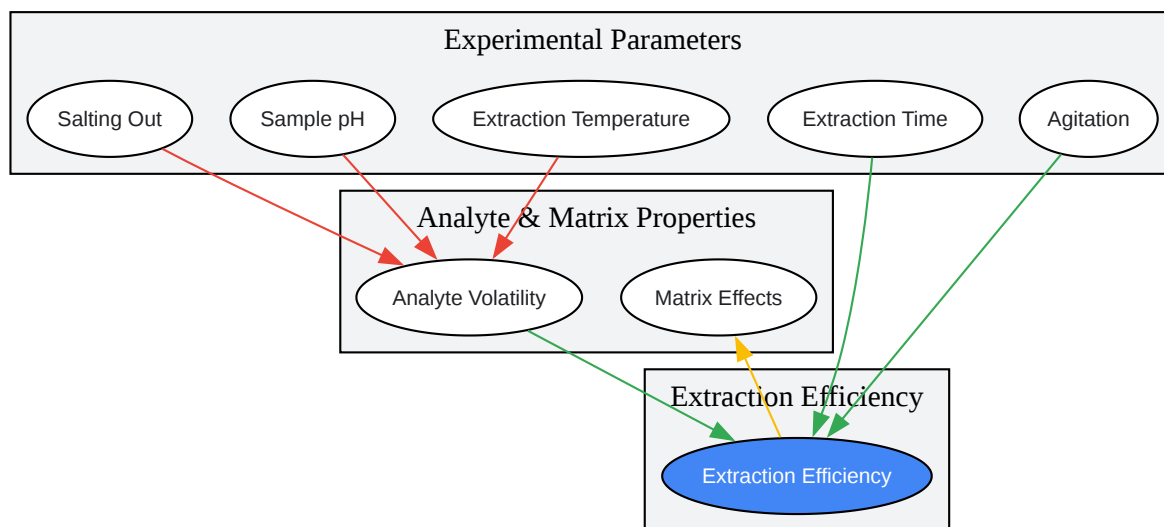 Experimental Parameters
Salting Out
Sample pH
Extraction Temperature
Extraction Time
Agitation
Analyte & Matrix Properties
Analyte Volatility
Matrix Effects
Extraction Efficiency
Extraction Efficiency